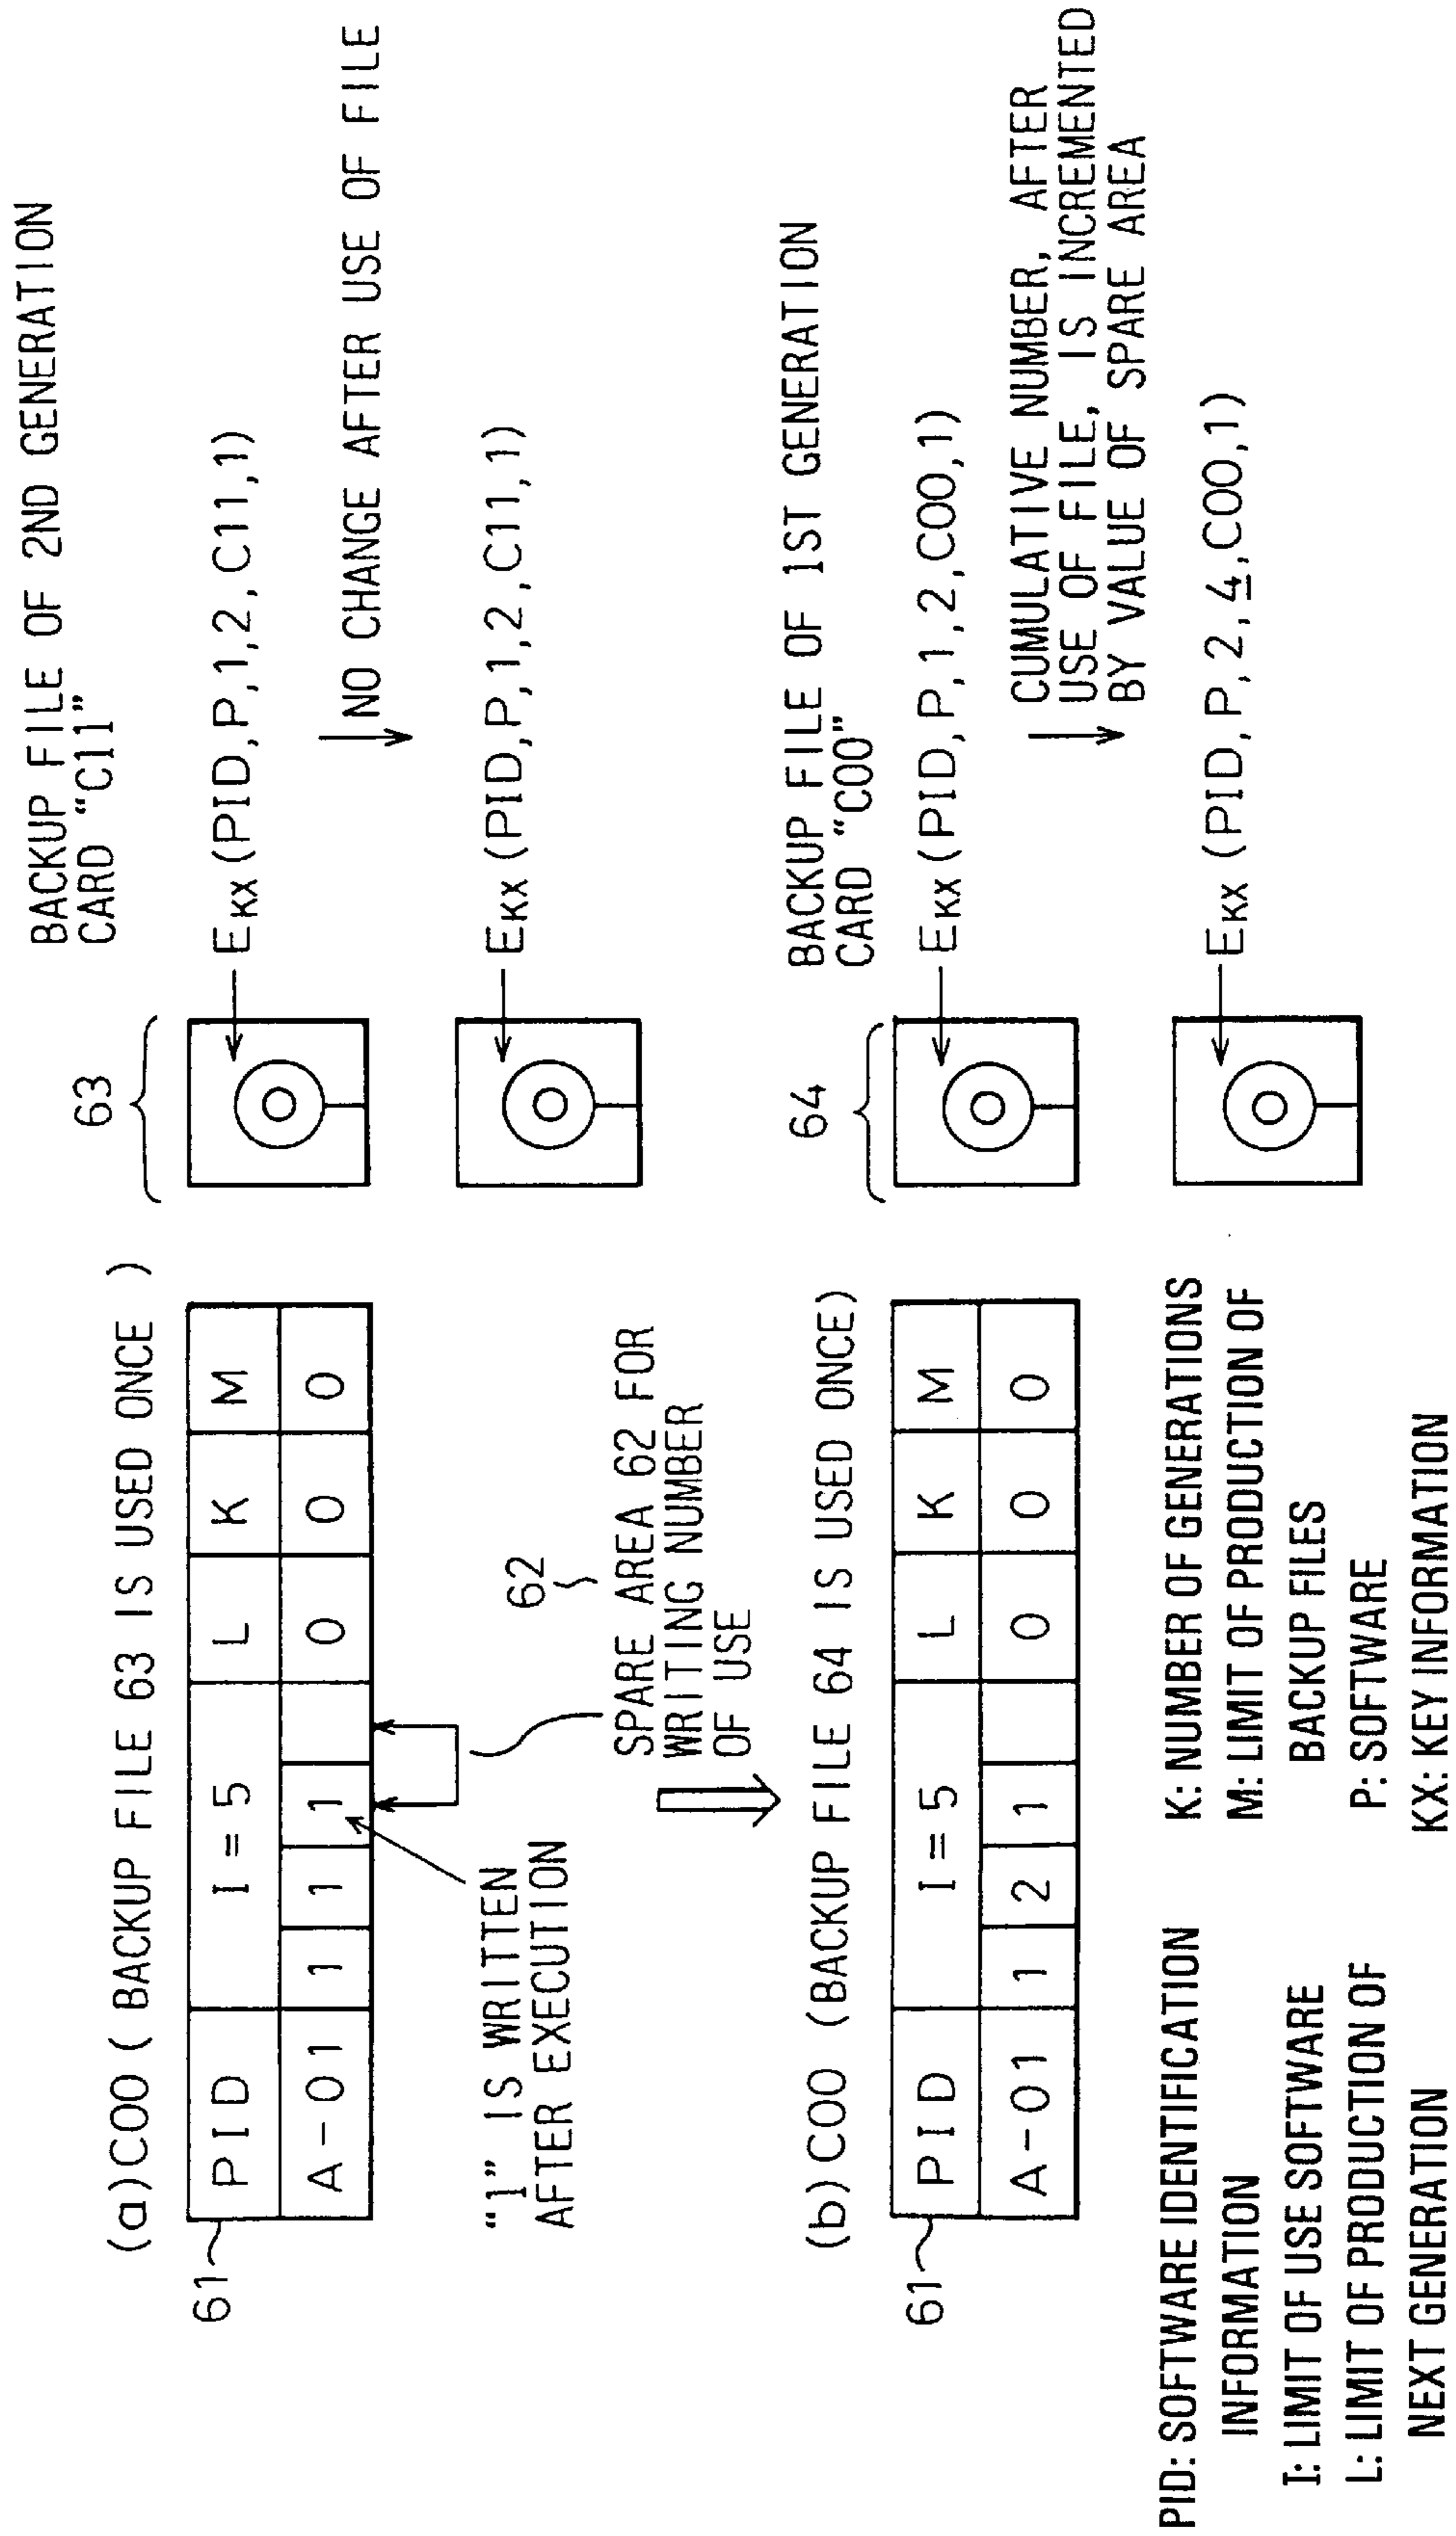 (a) C00 ( BACKUP FILE 63 IS USED ONCE )
61
PID I = 5 L K M
A-01 1 1 1 0 0 0
"1" IS WRITTEN
AFTER EXECUTION
62
SPARE AREA 62 FOR
WRITING NUMBER
OF USE
63
BACKUP FILE OF 2ND GENERATION
CARD "C11"
EKX (PID, P, 1, 2, C11, 1)
NO CHANGE AFTER USE OF FILE
EKX (PID, P, 1, 2, C11, 1)
(b) C00 (BACKUP FILE 64 IS USED ONCE)
61
PID I = 5 L K M
A-01 1 2 1 0 0 0
64
BACKUP FILE OF 1ST GENERATION
CARD "C00"
EKX (PID, P, 1, 2, C00, 1)
CUMULATIVE NUMBER, AFTER
USE OF FILE, IS INCREMENTED
BY VALUE OF SPARE AREA
EKX (PID, P, 2, 4, C00, 1)
PID: SOFTWARE IDENTIFICATION
INFORMATION
I: LIMIT OF USE SOFTWARE
L: LIMIT OF PRODUCTION OF
NEXT GENERATION
K: NUMBER OF GENERATIONS
M: LIMIT OF PRODUCTION OF
BACKUP FILES
P: SOFTWARE
KX: KEY INFORMATION